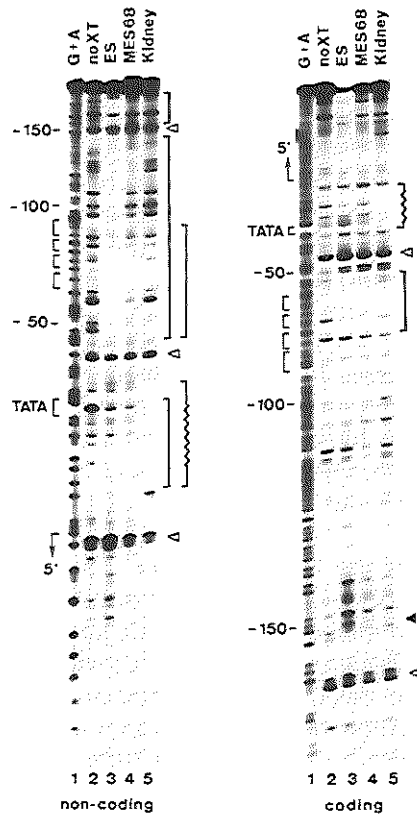 G+A noXT ES MES68 Kidney
-150-
-100-
-50-
TATA
5'
1 2 3 4 5
non-coding
G+A noXT ES MES68 Kidney
5'
TATA
-50-
-100-
-150-
1 2 3 4 5
coding